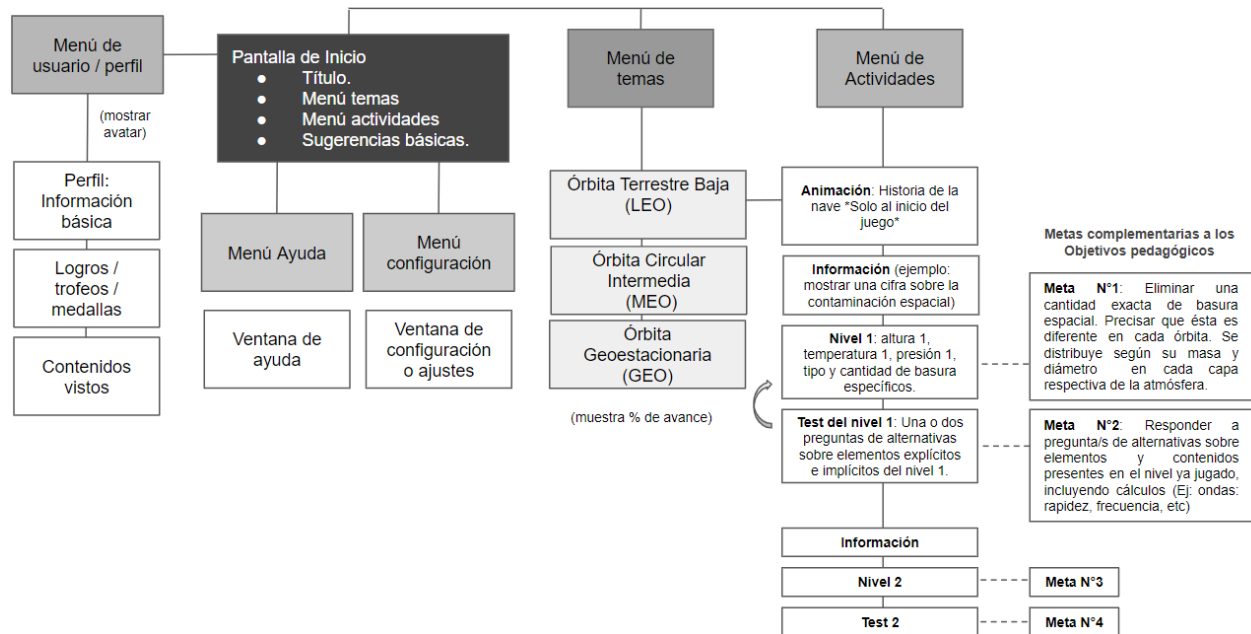 Menú de
usuario / perfil
(mostrar
avatar)
Perfil:
Información
básica
Logros /
trofeos /
medallas
Contenidos
vistos
Pantalla de Inicio
● Título.
● Menú temas
● Menú actividades
● Sugerencias básicas.
Menú Ayuda
Ventana de
ayuda
Menú
configuración
Ventana de
configuración
o ajustes
Menú de
temas
Órbita Terrestre Baja
(LEO)
Órbita Circular
Intermedia
(MEO)
Órbita
Geoestacionaria
(GEO)
(muestra % de avance)
Menú de
Actividades
Animación: Historia de la
nave *Solo al inicio del
juego*
Información (ejemplo:
mostrar una cifra sobre la
contaminación espacial)
Nivel 1: altura 1,
temperatura 1, presión 1,
tipo y cantidad de basura
específicos.
Test del nivel 1: Una o dos
preguntas de alternativas
sobre elementos explícitos
e implícitos del nivel 1.
Información
Nivel 2
Test 2
Metas complementarias a los
Objetivos pedagógicos
Meta N°1: Eliminar una
cantidad exacta de basura
espacial. Precisar que ésta es
diferente en cada órbita. Se
distribuye según su masa y
diámetro en cada capa
respectiva de la atmósfera.
Meta N°2: Responder a
pregunta/s de alternativas sobre
elementos y contenidos
presentes en el nivel ya jugado,
incluyendo cálculos (Ej: ondas:
rapidez, frecuencia, etc)
Meta N°3
Meta N°4